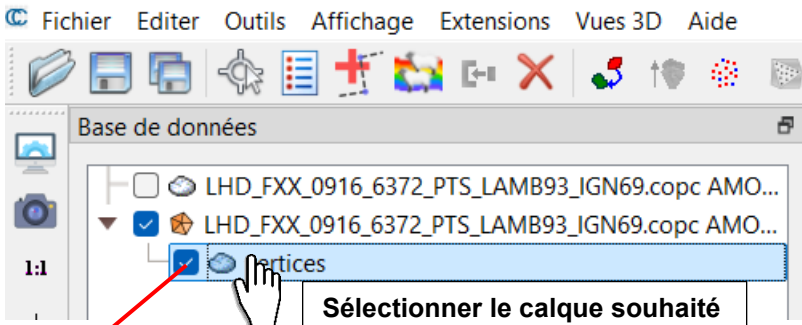 Fichier Editer Outils Affichage Extensions Vues 3D Aide
Base de données
LHD_FXX_0916_6372_PTS_LAMB93_IGN69.copc AMO...
LHD_FXX_0916_6372_PTS_LAMB93_IGN69.copc AMO...
1:1
vertices
Sélectionner le calque souhaité